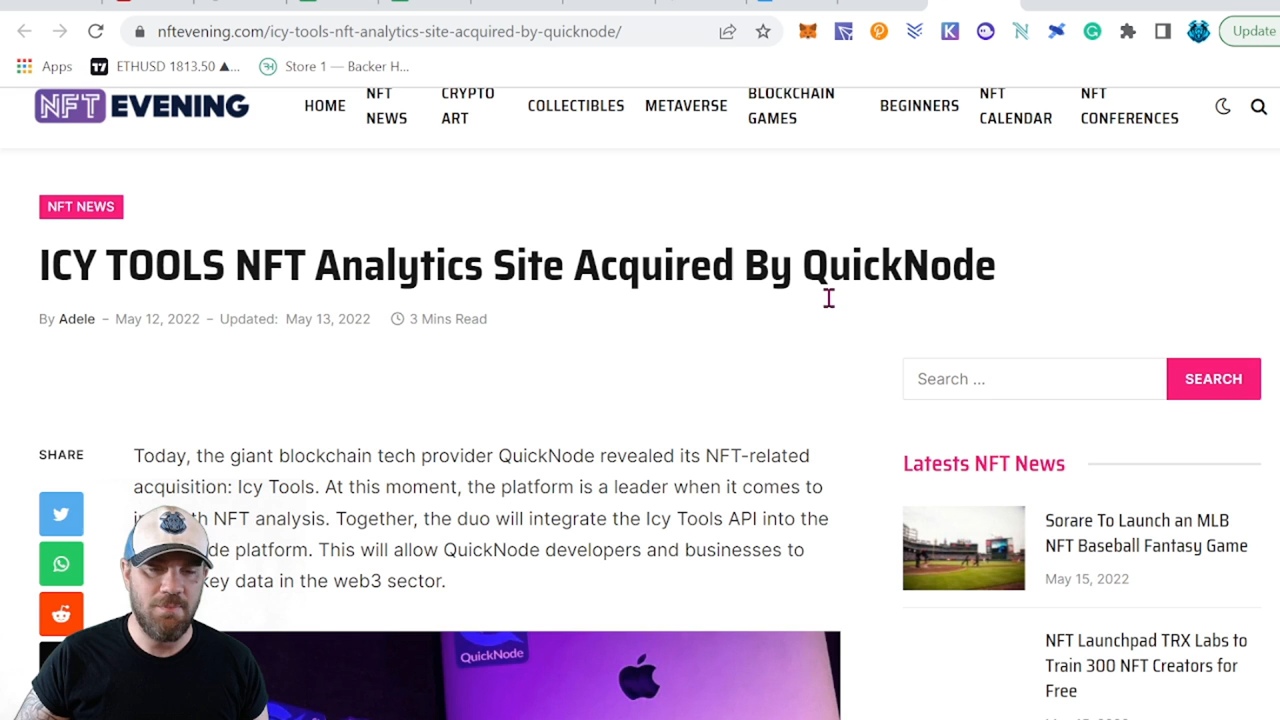 nftevening.com/icy-tools-nft-analytics-site-acquired-by-quicknode/
Update
Apps
ETHUSD 1813.50 ▲...
Store 1 — Backer H...
NFT EVENING
HOME
NFT NEWS
CRYPTO ART
COLLECTIBLES
METAVERSE
BLOCKCHAIN GAMES
BEGINNERS
NFT CALENDAR
NFT CONFERENCES
NFT NEWS
ICY TOOLS NFT Analytics Site Acquired By QuickNode
By Adele – May 12, 2022 – Updated: May 13, 2022 3 Mins Read
Search ...
SEARCH
SHARE
Today, the giant blockchain tech provider QuickNode revealed its NFT-related
acquisition: Icy Tools. At this moment, the platform is a leader when it comes to
NFT analysis. Together, the duo will integrate the Icy Tools API into the
platform. This will allow QuickNode developers and businesses to
key data in the web3 sector.
QuickNode
Latests NFT News
Sorare To Launch an MLB
NFT Baseball Fantasy Game
May 15, 2022
NFT Launchpad TRX Labs to
Train 300 NFT Creators for
Free